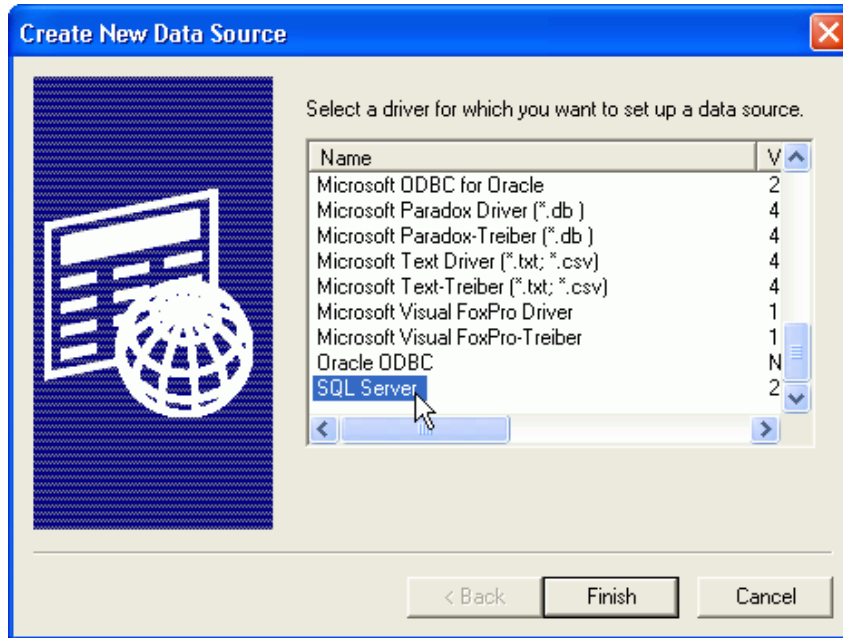 Create New Data Source
Select a driver for which you want to set up a data source.
Name V
Microsoft ODBC for Oracle 2
Microsoft Paradox Driver (*.db ) 4
Microsoft Paradox-Treiber (*.db ) 4
Microsoft Text Driver (*.txt; *.csv) 4
Microsoft Text-Treiber (*.txt; *.csv) 4
Microsoft Visual FoxPro Driver 1
Microsoft Visual FoxPro-Treiber 1
Oracle ODBC N
SQL Server 2
< Back Finish Cancel